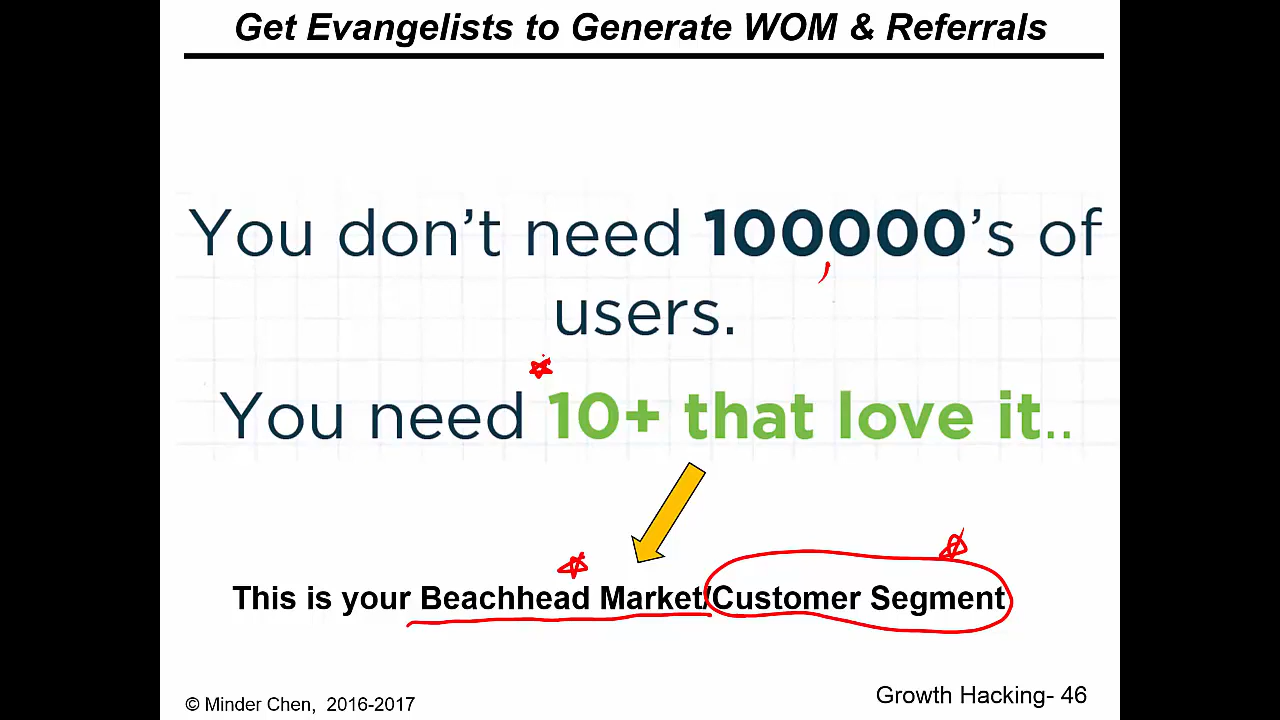 Get Evangelists to Generate WOM & Referrals
You don't need 100000's of
users.
You need 10+ that love it..
This is your Beachhead Market/Customer Segment
© Minder Chen, 2016-2017
Growth Hacking- 46